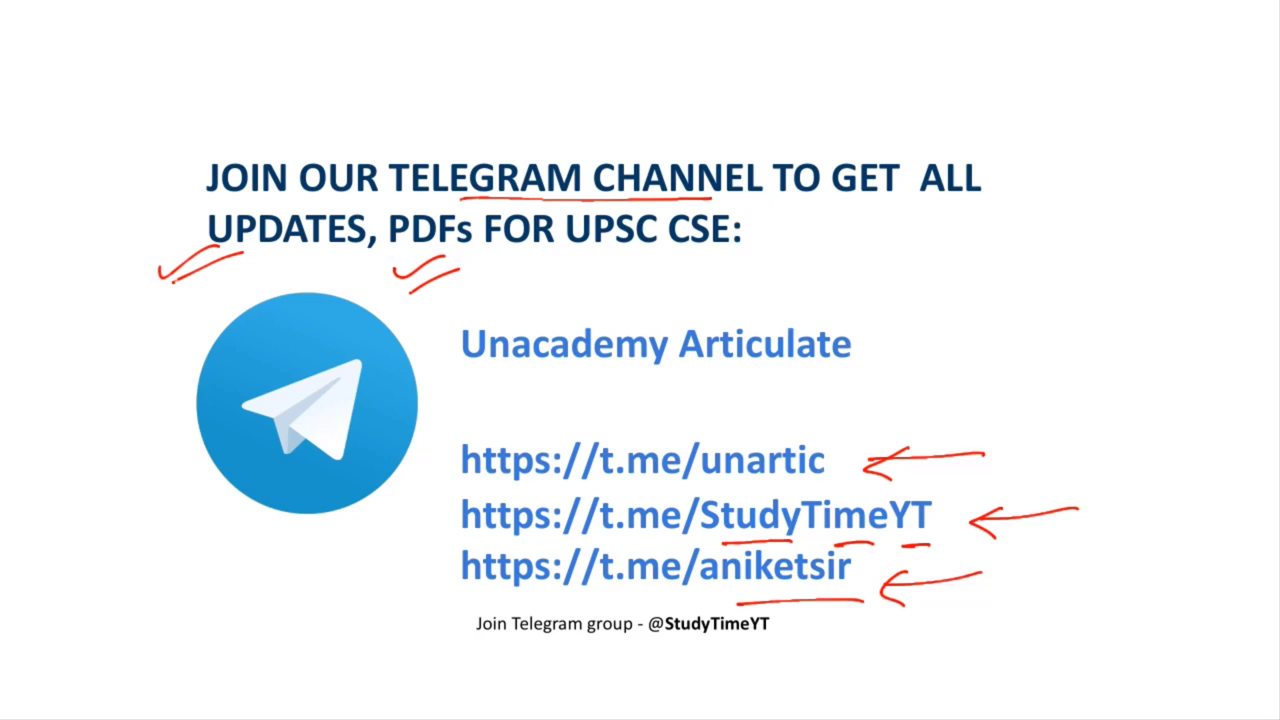 JOIN OUR TELEGRAM CHANNEL TO GET ALL
UPDATES, PDFs FOR UPSC CSE:
Unacademy Articulate
https://t.me/unartic
https://t.me/StudyTimeYT
https://t.me/aniketsir
Join Telegram group - @StudyTimeYT